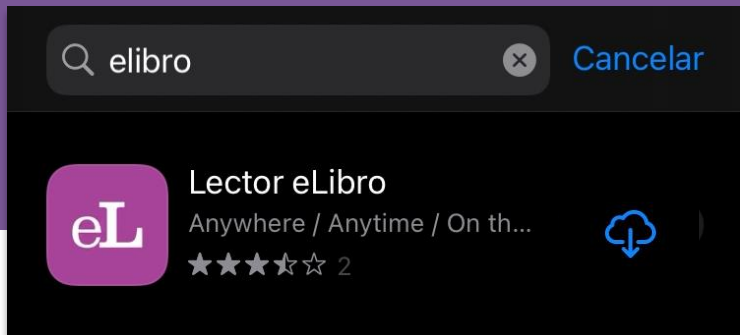 elibro
Cancelar
Lector eLibro
eL
Anywhere / Anytime / On th...
2